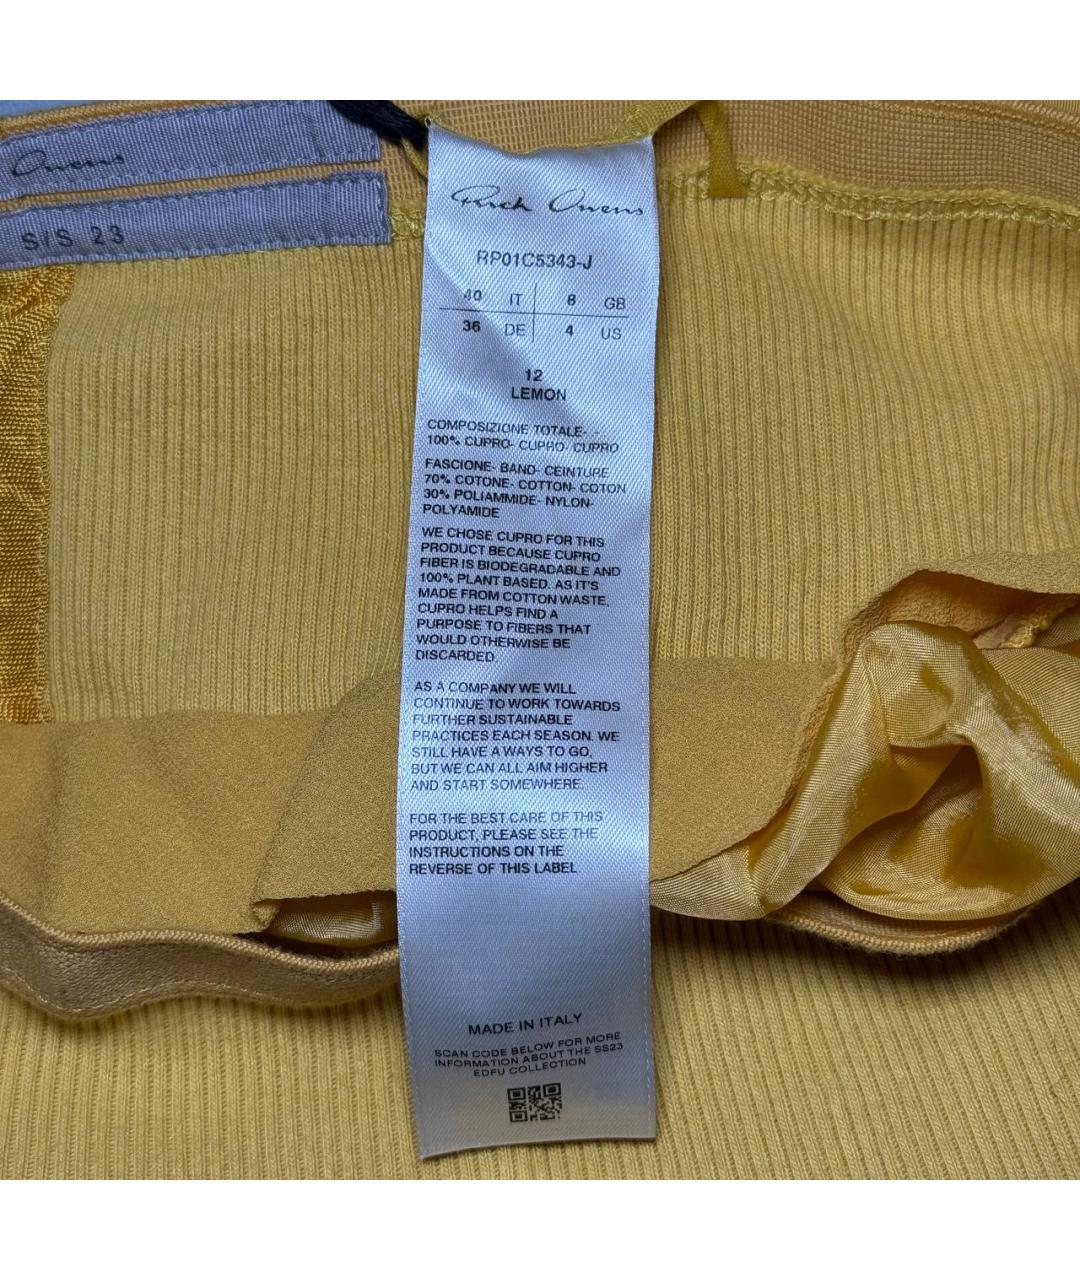 Owens
S/S 23
Rick Owens
RP01C5343-J
40 IT 8 GB
36 DE 4 US
12
LEMON
COMPOSIZIONE TOTALE-
100% CUPRO- CUPRO- CUPRO
FASCIONE- BAND- CEINTURE
70% COTONE- COTTON- COTON
30% POLIAMMIDE- NYLON-
POLYAMIDE
WE CHOSE CUPRO FOR THIS
PRODUCT BECAUSE CUPRO
FIBER IS BIODEGRADABLE AND
100% PLANT BASED. AS IT'S
MADE FROM COTTON WASTE,
CUPRO HELPS FIND A
PURPOSE TO FIBERS THAT
WOULD OTHERWISE BE
DISCARDED
AS A COMPANY WE WILL
CONTINUE TO WORK TOWARDS
FURTHER SUSTAINABLE
PRACTICES EACH SEASON. WE
STILL HAVE A WAYS TO GO,
BUT WE CAN ALL AIM HIGHER
AND START SOMEWHERE.
FOR THE BEST CARE OF THIS
PRODUCT, PLEASE SEE THE
INSTRUCTIONS ON THE
REVERSE OF THIS LABEL
MADE IN ITALY
SCAN CODE BELOW FOR MORE
INFORMATION ABOUT THE SS23
EDFU COLLECTION